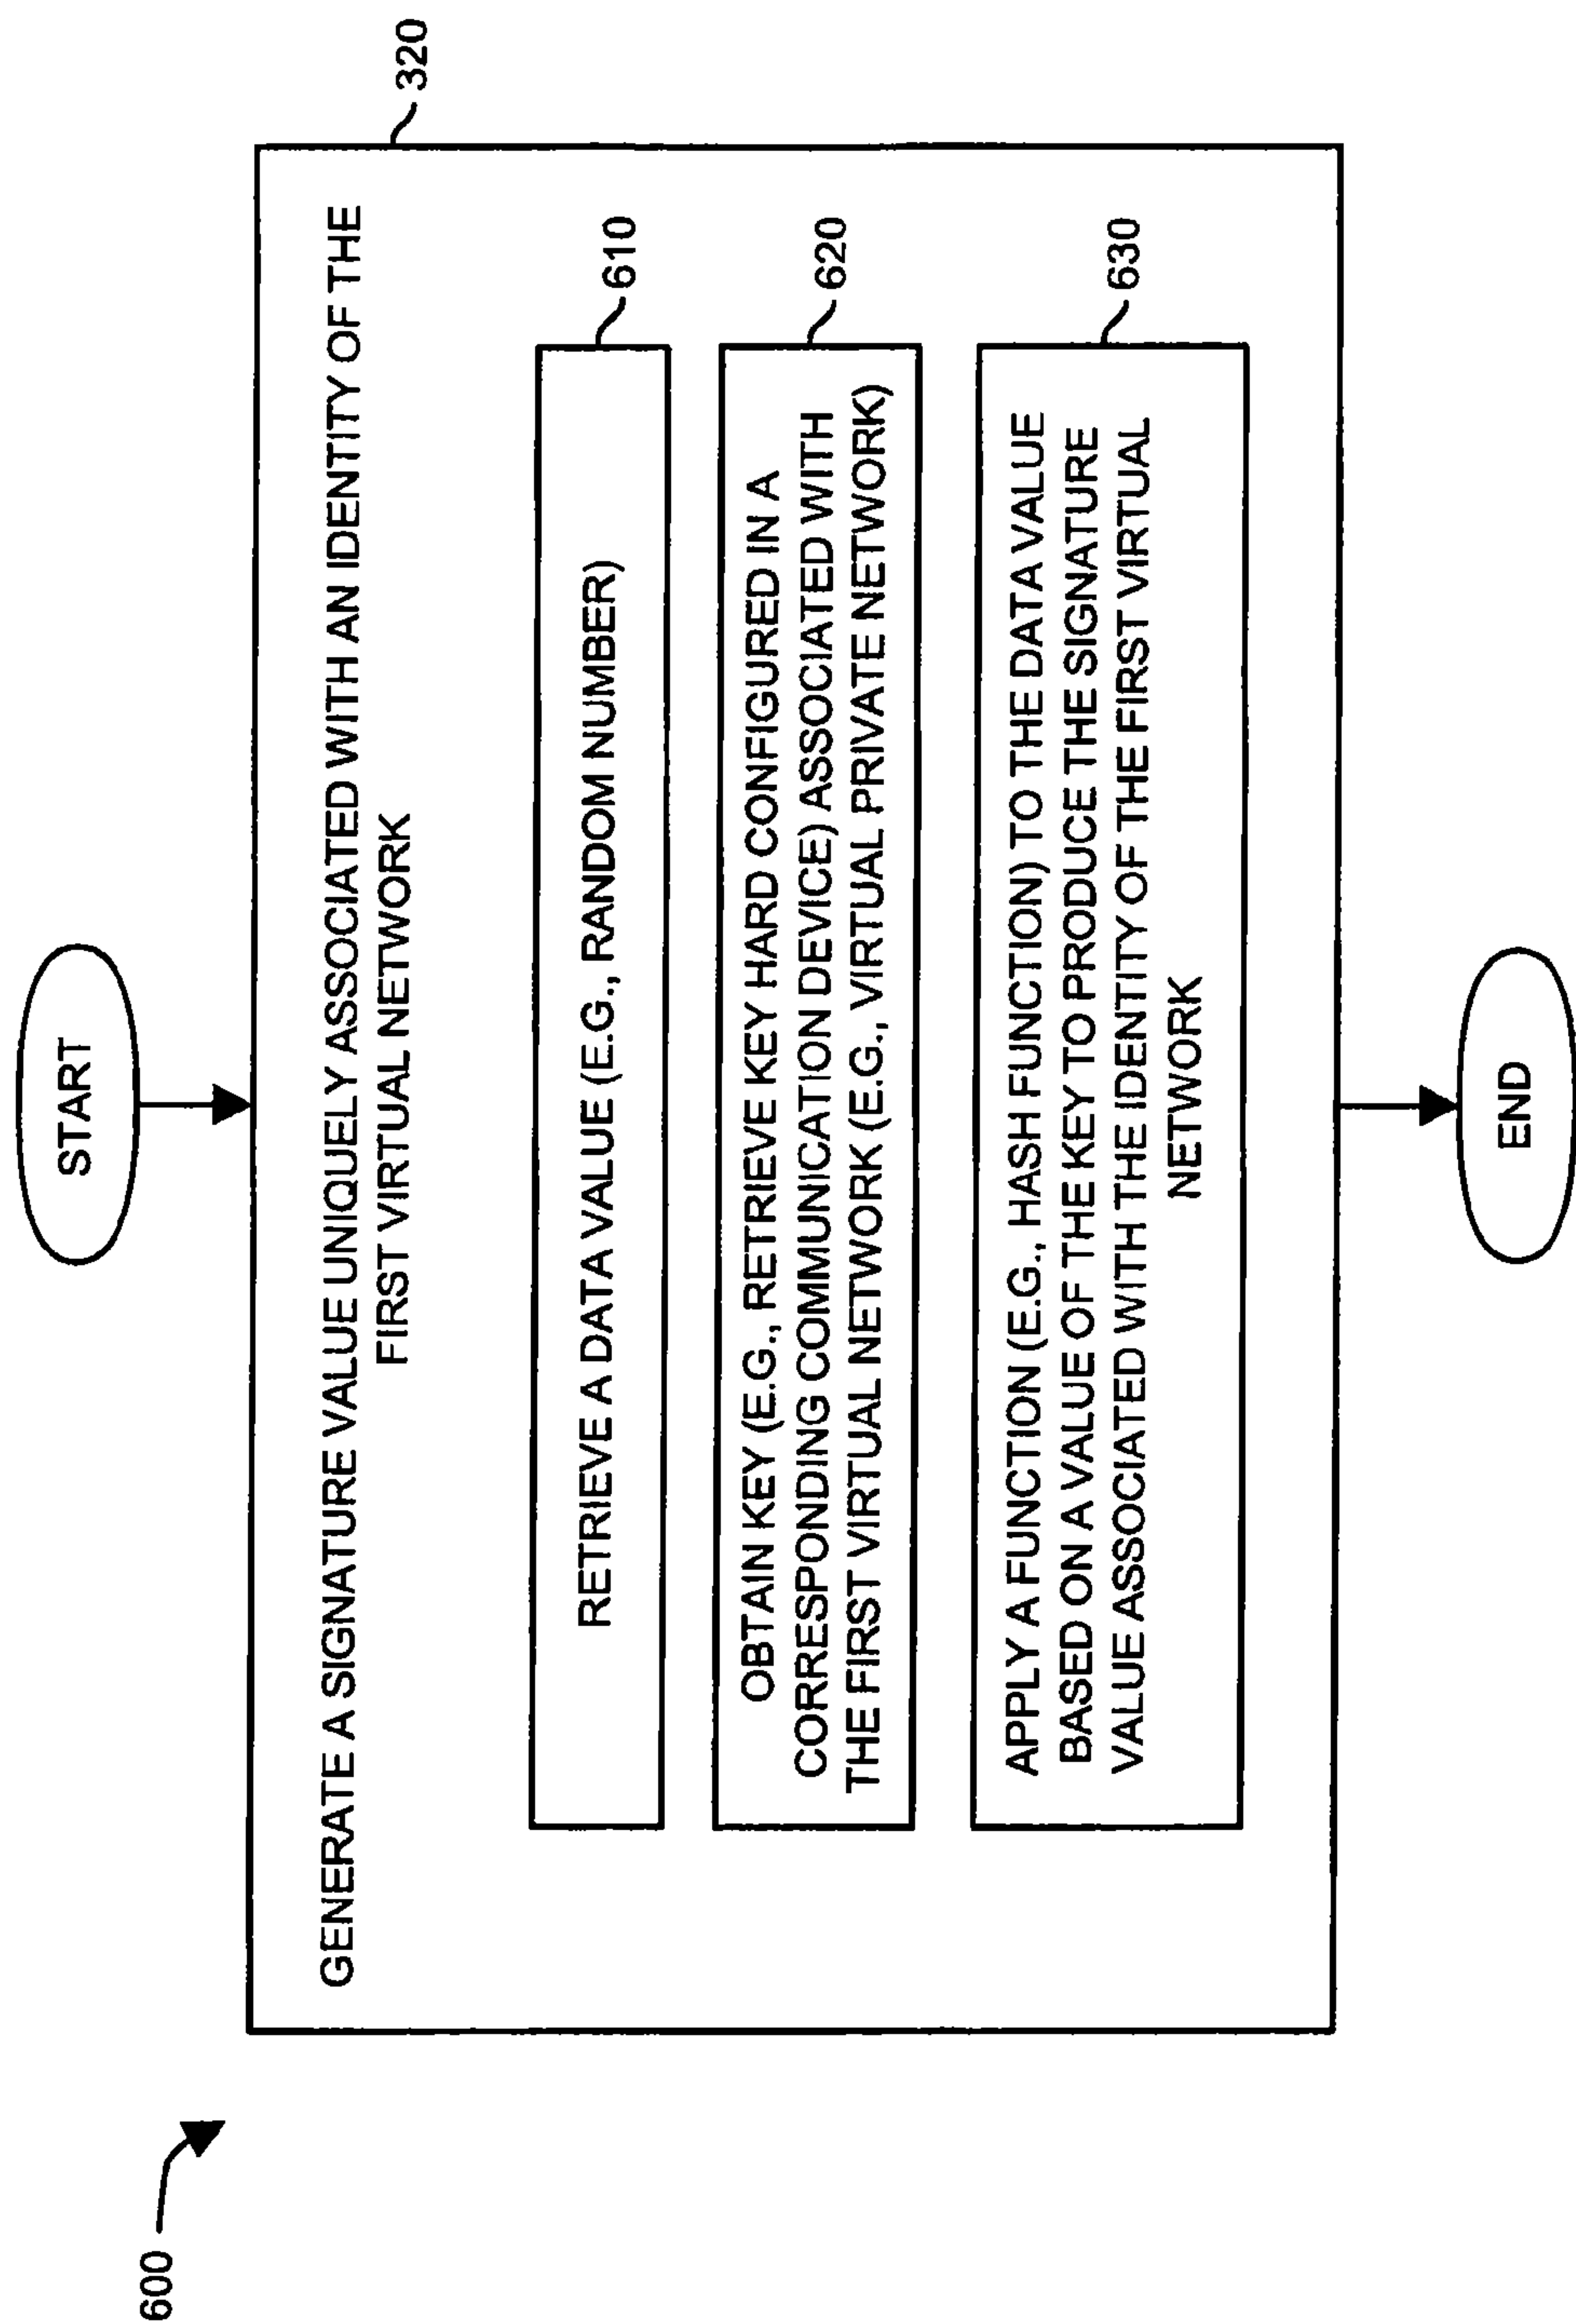 600
START
320
GENERATE A SIGNATURE VALUE UNIQUELY ASSOCIATED WITH AN IDENTITY OF THE
FIRST VIRTUAL NETWORK
610
RETRIEVE A DATA VALUE (E.G., RANDOM NUMBER)
620
OBTAIN KEY (E.G., RETRIEVE KEY HARD CONFIGURED IN A
CORRESPONDING COMMUNICATION DEVICE) ASSOCIATED WITH
THE FIRST VIRTUAL NETWORK (E.G., VIRTUAL PRIVATE NETWORK)
630
APPLY A FUNCTION (E.G., HASH FUNCTION) TO THE DATA VALUE
BASED ON A VALUE OF THE KEY TO PRODUCE THE SIGNATURE
VALUE ASSOCIATED WITH THE IDENTITY OF THE FIRST VIRTUAL
NETWORK
END